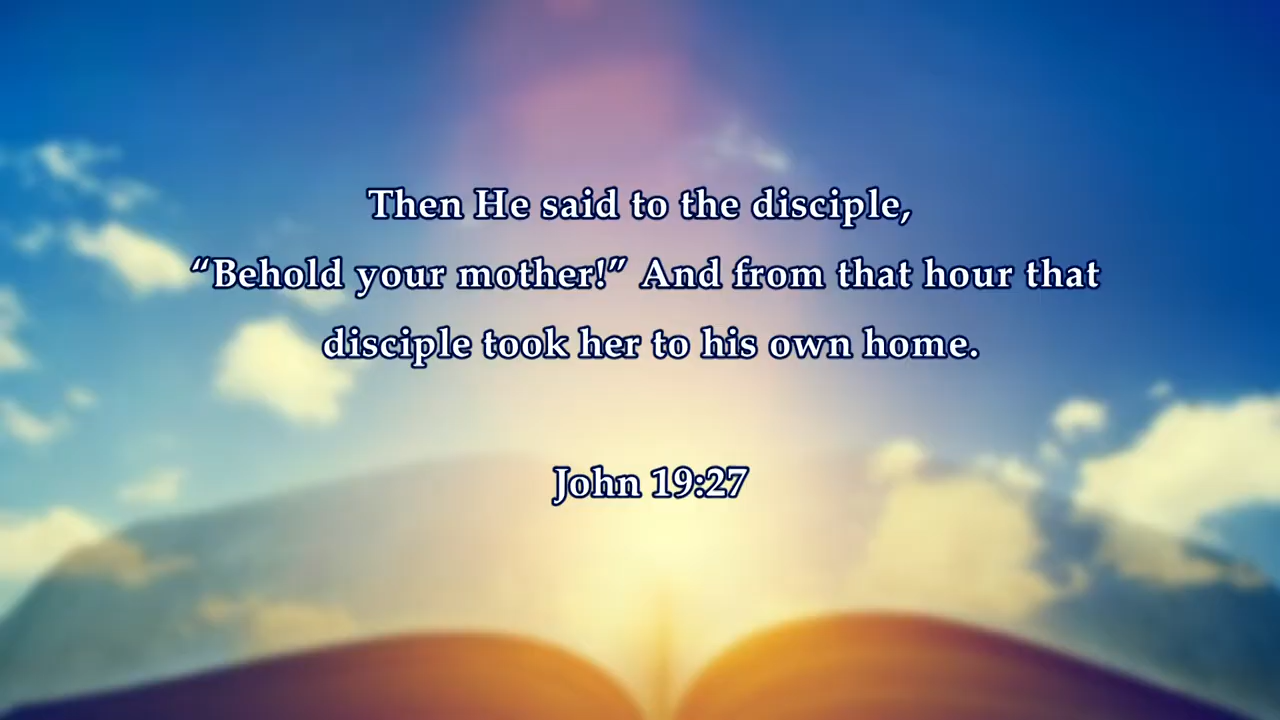 Then He said to the disciple,
“Behold your mother!” And from that hour that
disciple took her to his own home.
John 19:27